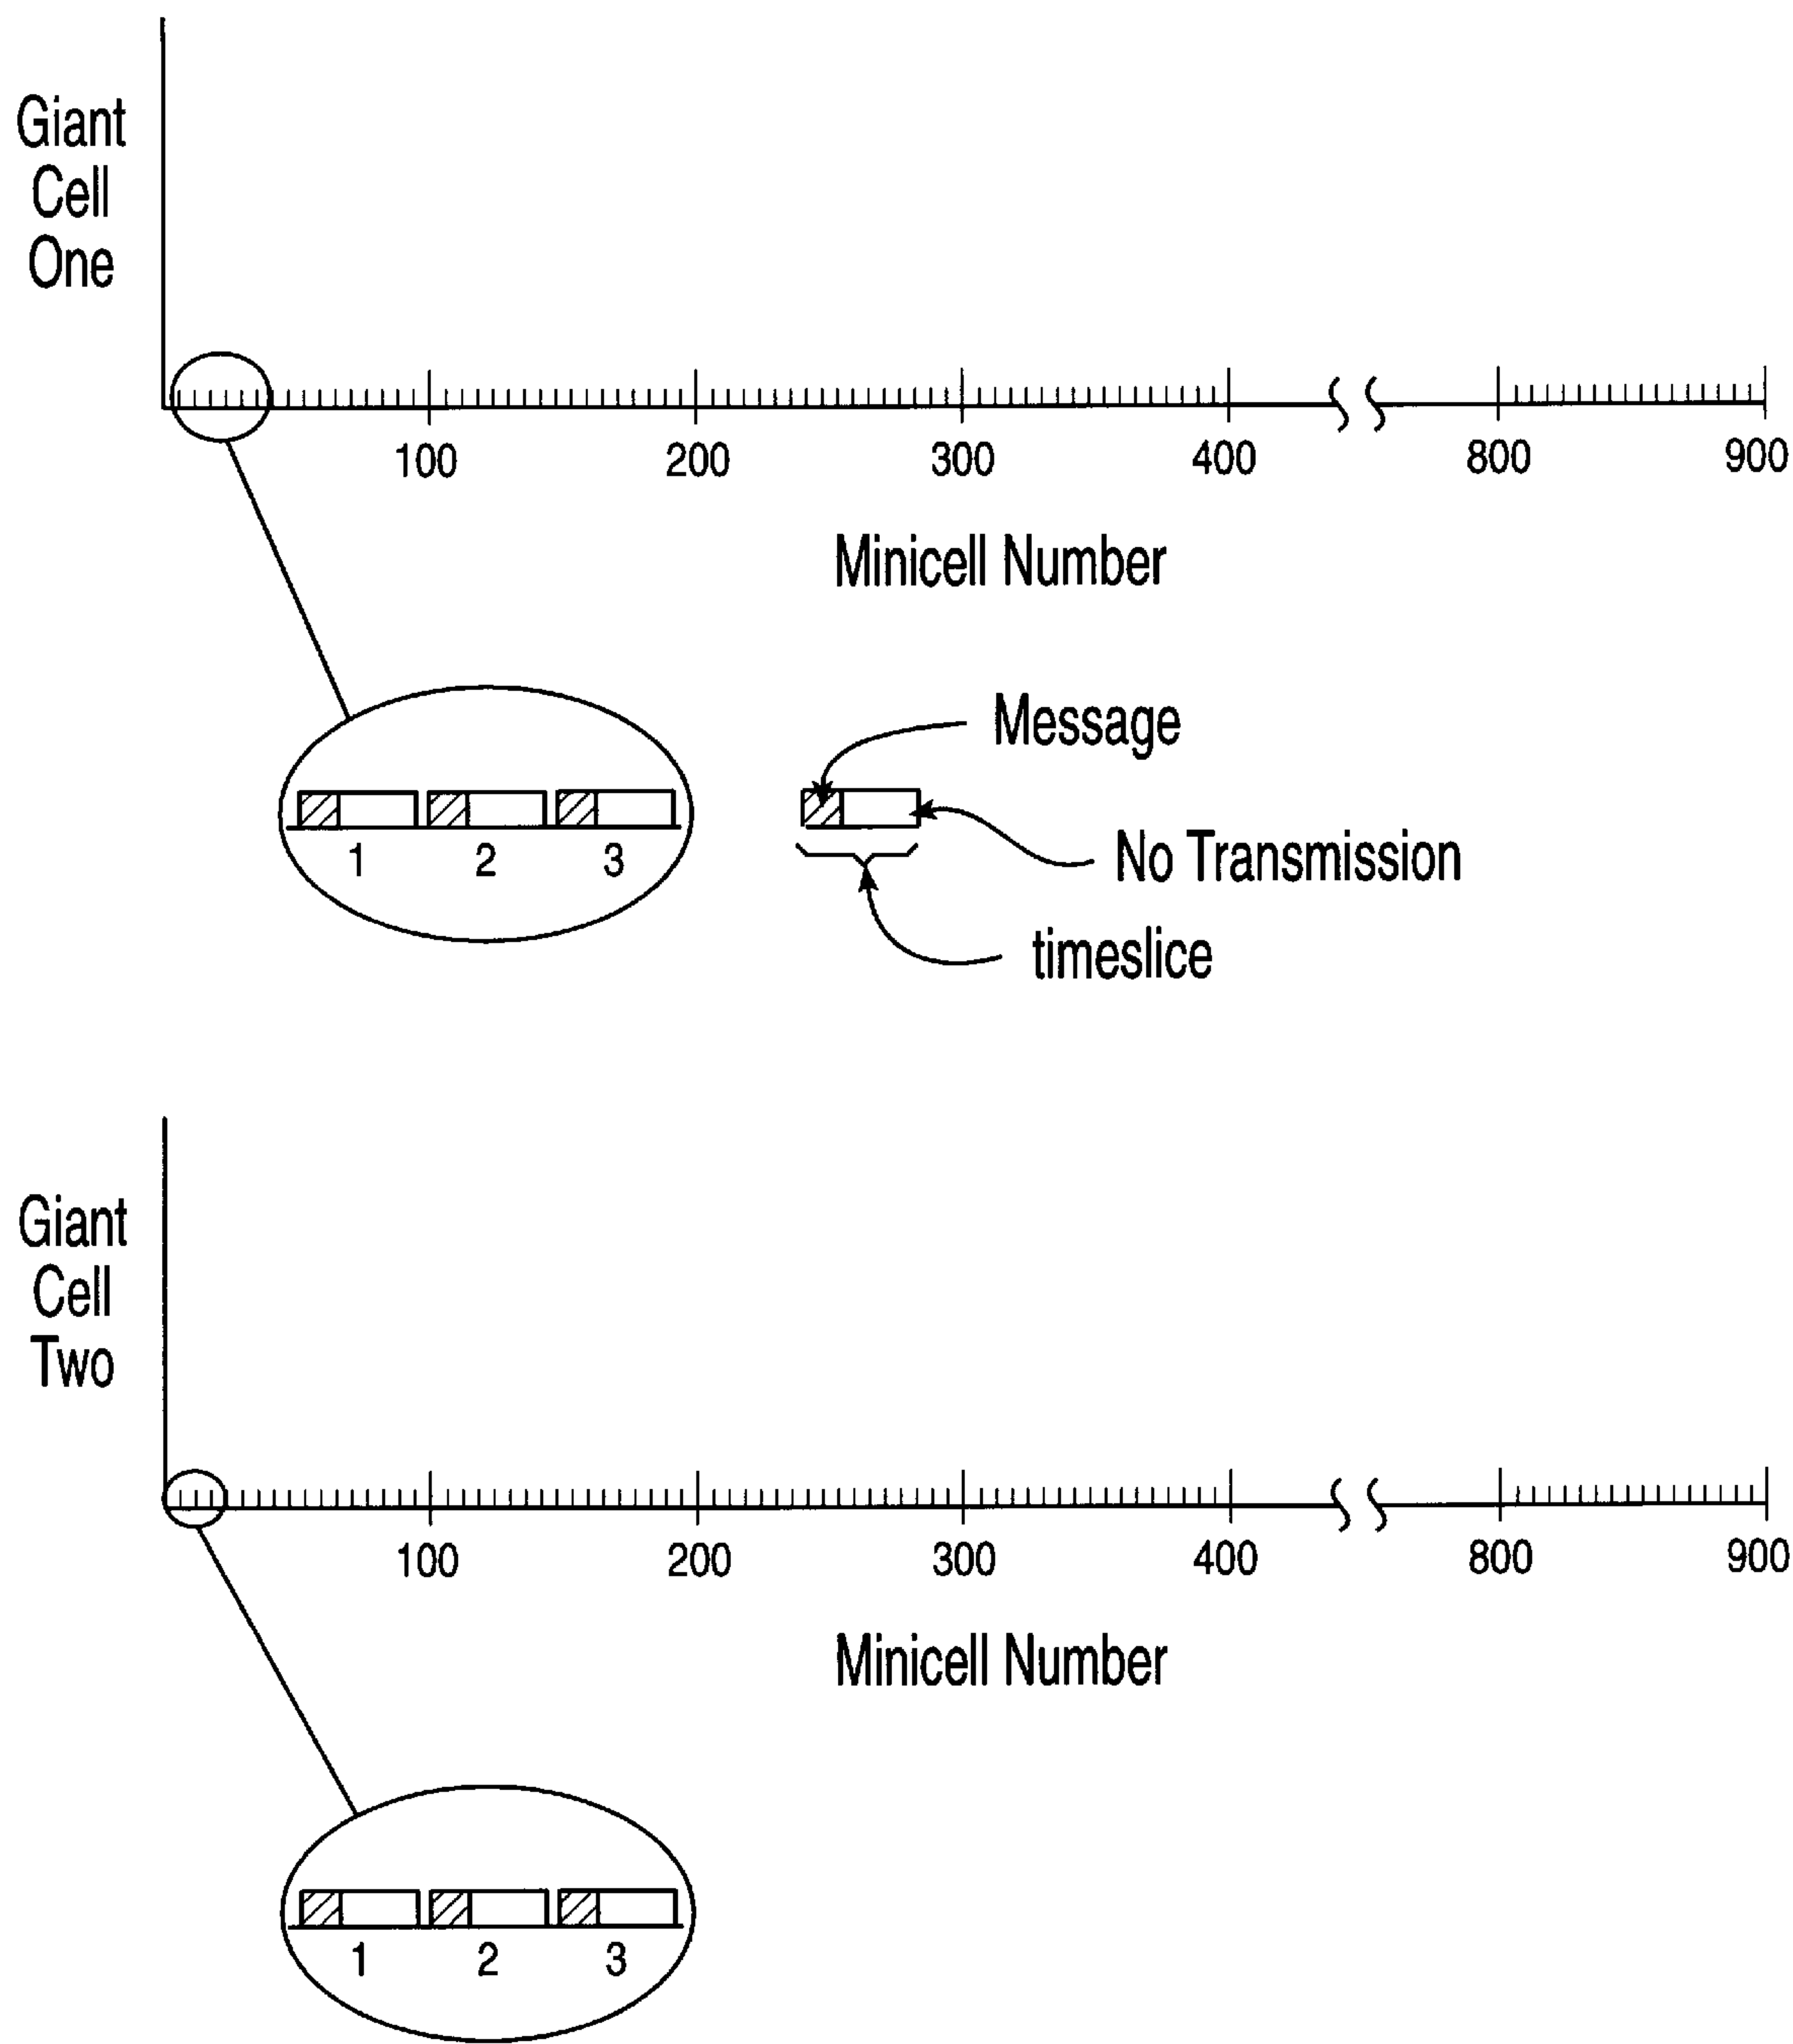 Giant
Cell
One
100 200 300 400 800 900
Minicell Number
Message
1 2 3
No Transmission
timeslice
Giant
Cell
Two
100 200 300 400 800 900
Minicell Number
1 2 3